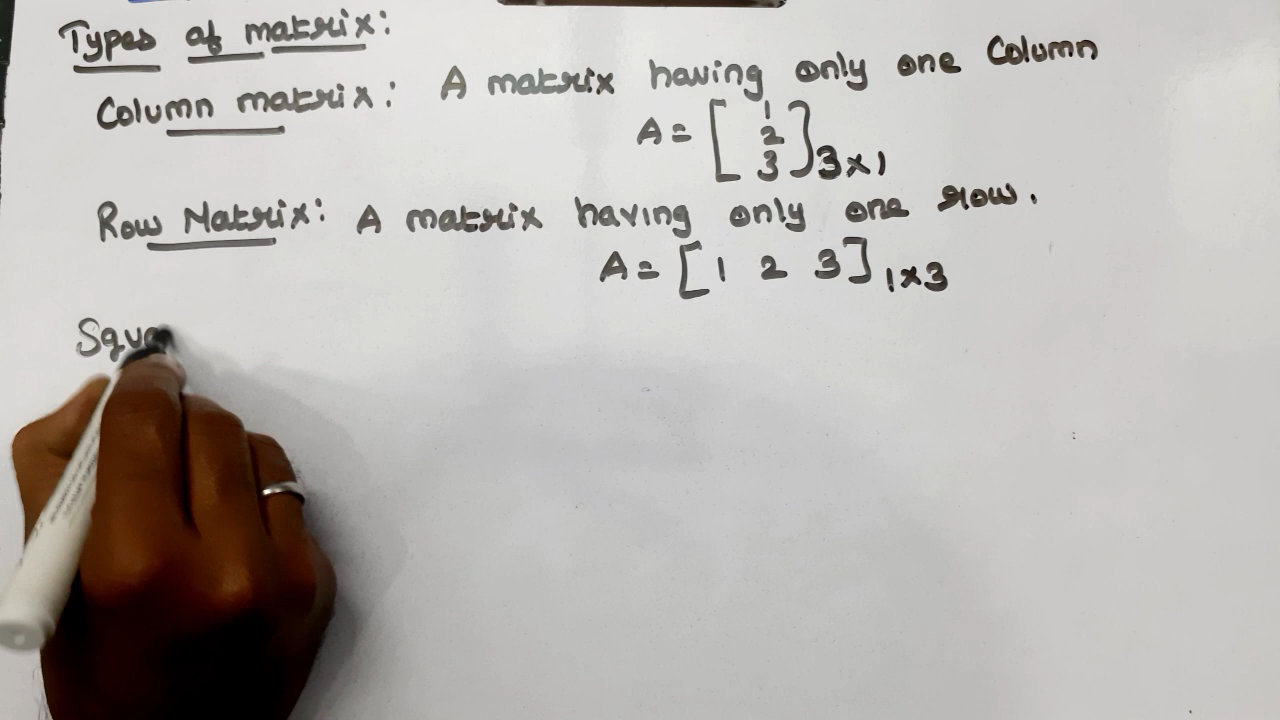 Types of matrix:
Column matrix: A matrix having only one Column
A = [ 1
2
3 ] 3×1
Row Matrix: A matrix having only one row.
A = [ 1 2 3 ] 1×3
Squa